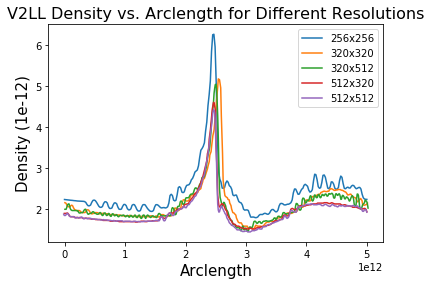 V2LL Density vs. Arclength for Different Resolutions
Density (1e-12)
6
5
4
3
2
256x256
320x320
320x512
512x320
512x512
0
1
2
3
4
5
1e12
Arclength